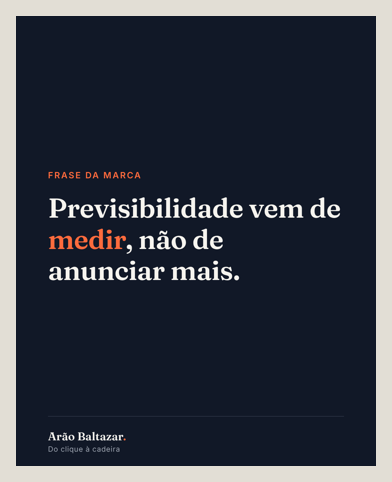 FRASE DA MARCA
Previsibilidade vem de
medir, não de
anunciar mais.
Arão Baltazar.
Do clique à cadeira